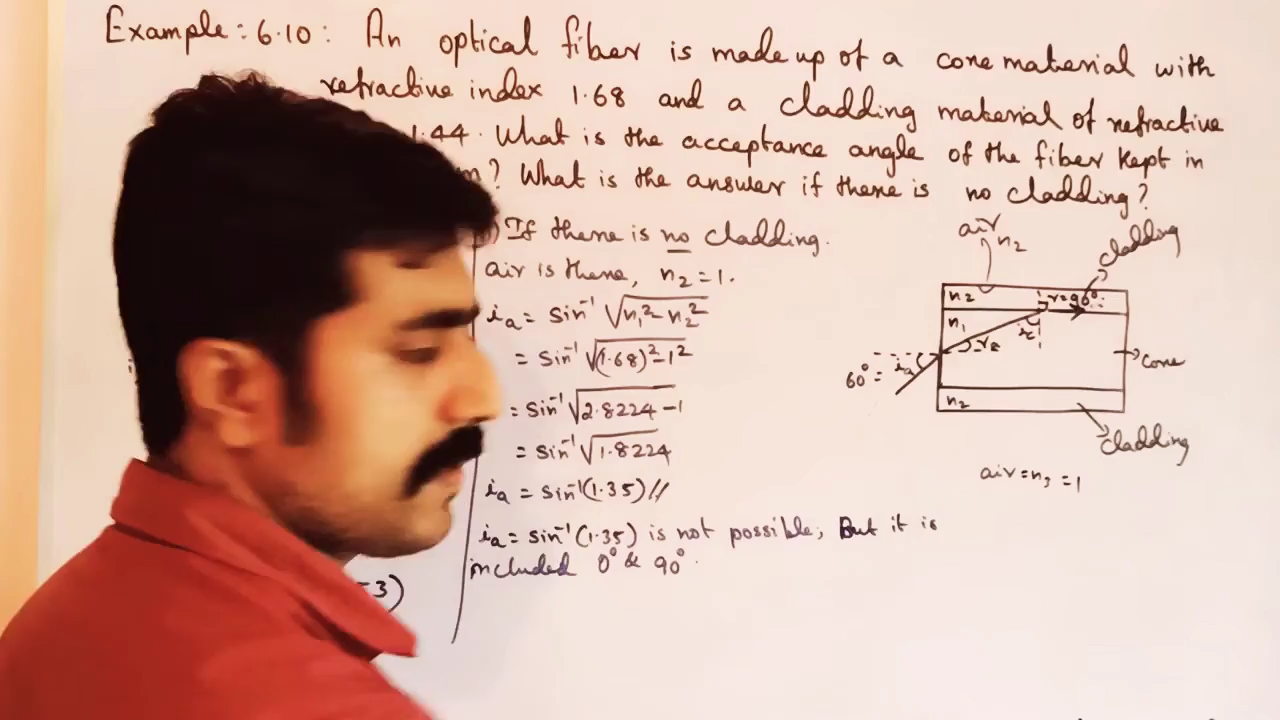 Example: 6.10: An optical fiber is made up of a core material with
refractive index 1.68 and a cladding material of refractive
1.44. What is the acceptance angle of the fiber kept in
? What is the answer if there is no cladding?
If there is no cladding.
air is there, n₂ = 1.
iₐ = Sin⁻¹ √n₁²-n₂²
= Sin⁻¹ √(1.68)²-1²
= Sin⁻¹ √2.8224-1
= Sin⁻¹ √1.8224
iₐ = Sin⁻¹(1.35)//
iₐ = sin⁻¹(1.35) is not possible; But it is
included 0° & 90°.
3)
air
n₂
cladding
n₂
r=90°
n₁
60° = iₐ
core
n₂
cladding
air = n₃ = 1